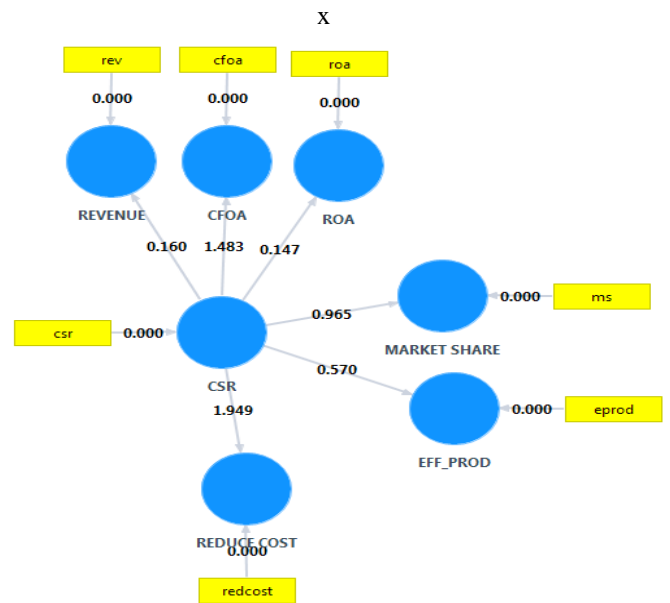 x
rev
cfoa
roa
0.000
0.000
0.000
REVENUE
CFOA
ROA
0.160
1.483
0.147
0.965
0.000
ms
csr
0.000
MARKET SHARE
0.570
CSR
1.949
0.000
eprod
EFF_PROD
REDUCE COST
0.000
redcost